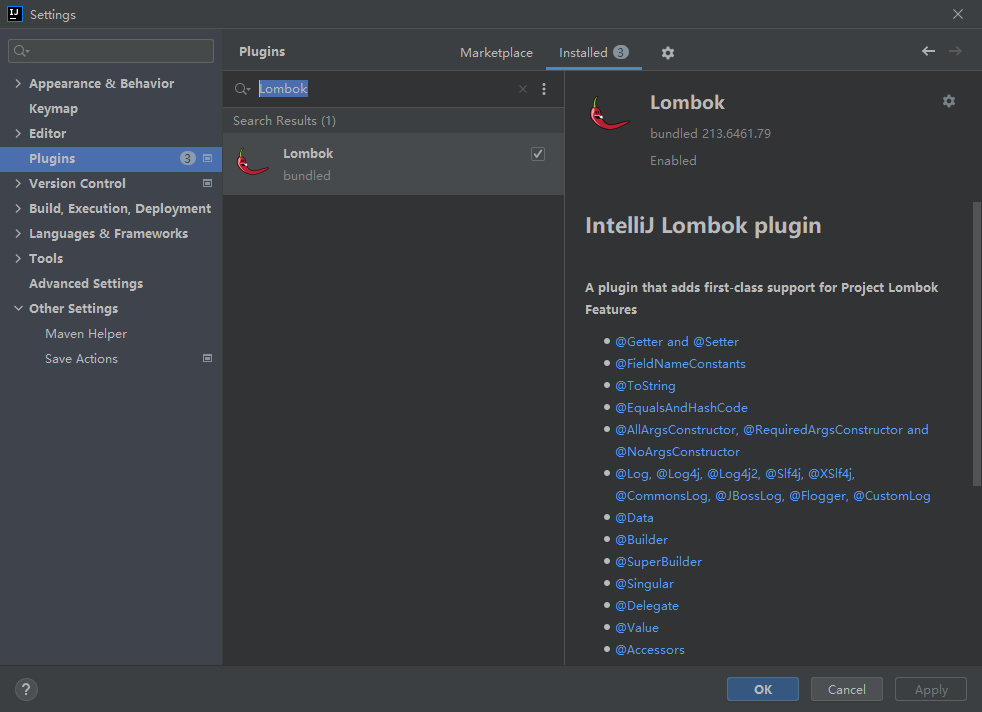 IJ
Settings
Appearance & Behavior
Keymap
Editor
Plugins
3
Version Control
Build, Execution, Deployment
Languages & Frameworks
Tools
Advanced Settings
Other Settings
Maven Helper
Save Actions
Plugins
Marketplace
Installed 3
Lombok
Search Results (1)
Lombok
bundled
Lombok
bundled 213.6461.79
Enabled
IntelliJ Lombok plugin
A plugin that adds first-class support for Project Lombok
Features
@Getter and @Setter
@FieldNameConstants
@ToString
@EqualsAndHashCode
@AllArgsConstructor, @RequiredArgsConstructor and
@NoArgsConstructor
@Log, @Log4j, @Log4j2, @Slf4j, @XSlf4j,
@CommonsLog, @JBossLog, @Flogger, @CustomLog
@Data
@Builder
@SuperBuilder
@Singular
@Delegate
@Value
@Accessors
?
OK
Cancel
Apply